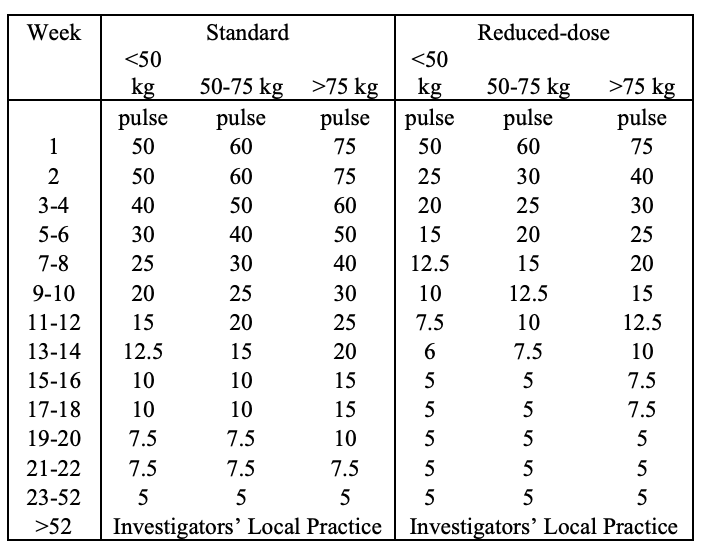 Week Standard Reduced-dose
<50 <50
kg 50-75 kg >75 kg kg 50-75 kg >75 kg
pulse pulse pulse pulse pulse pulse
1 50 60 75 50 60 75
2 50 60 75 25 30 40
3-4 40 50 60 20 25 30
5-6 30 40 50 15 20 25
7-8 25 30 40 12.5 15 20
9-10 20 25 30 10 12.5 15
11-12 15 20 25 7.5 10 12.5
13-14 12.5 15 20 6 7.5 10
15-16 10 10 15 5 5 7.5
17-18 10 10 15 5 5 7.5
19-20 7.5 7.5 10 5 5 5
21-22 7.5 7.5 7.5 5 5 5
23-52 5 5 5 5 5 5
>52 Investigators’ Local Practice Investigators’ Local Practice